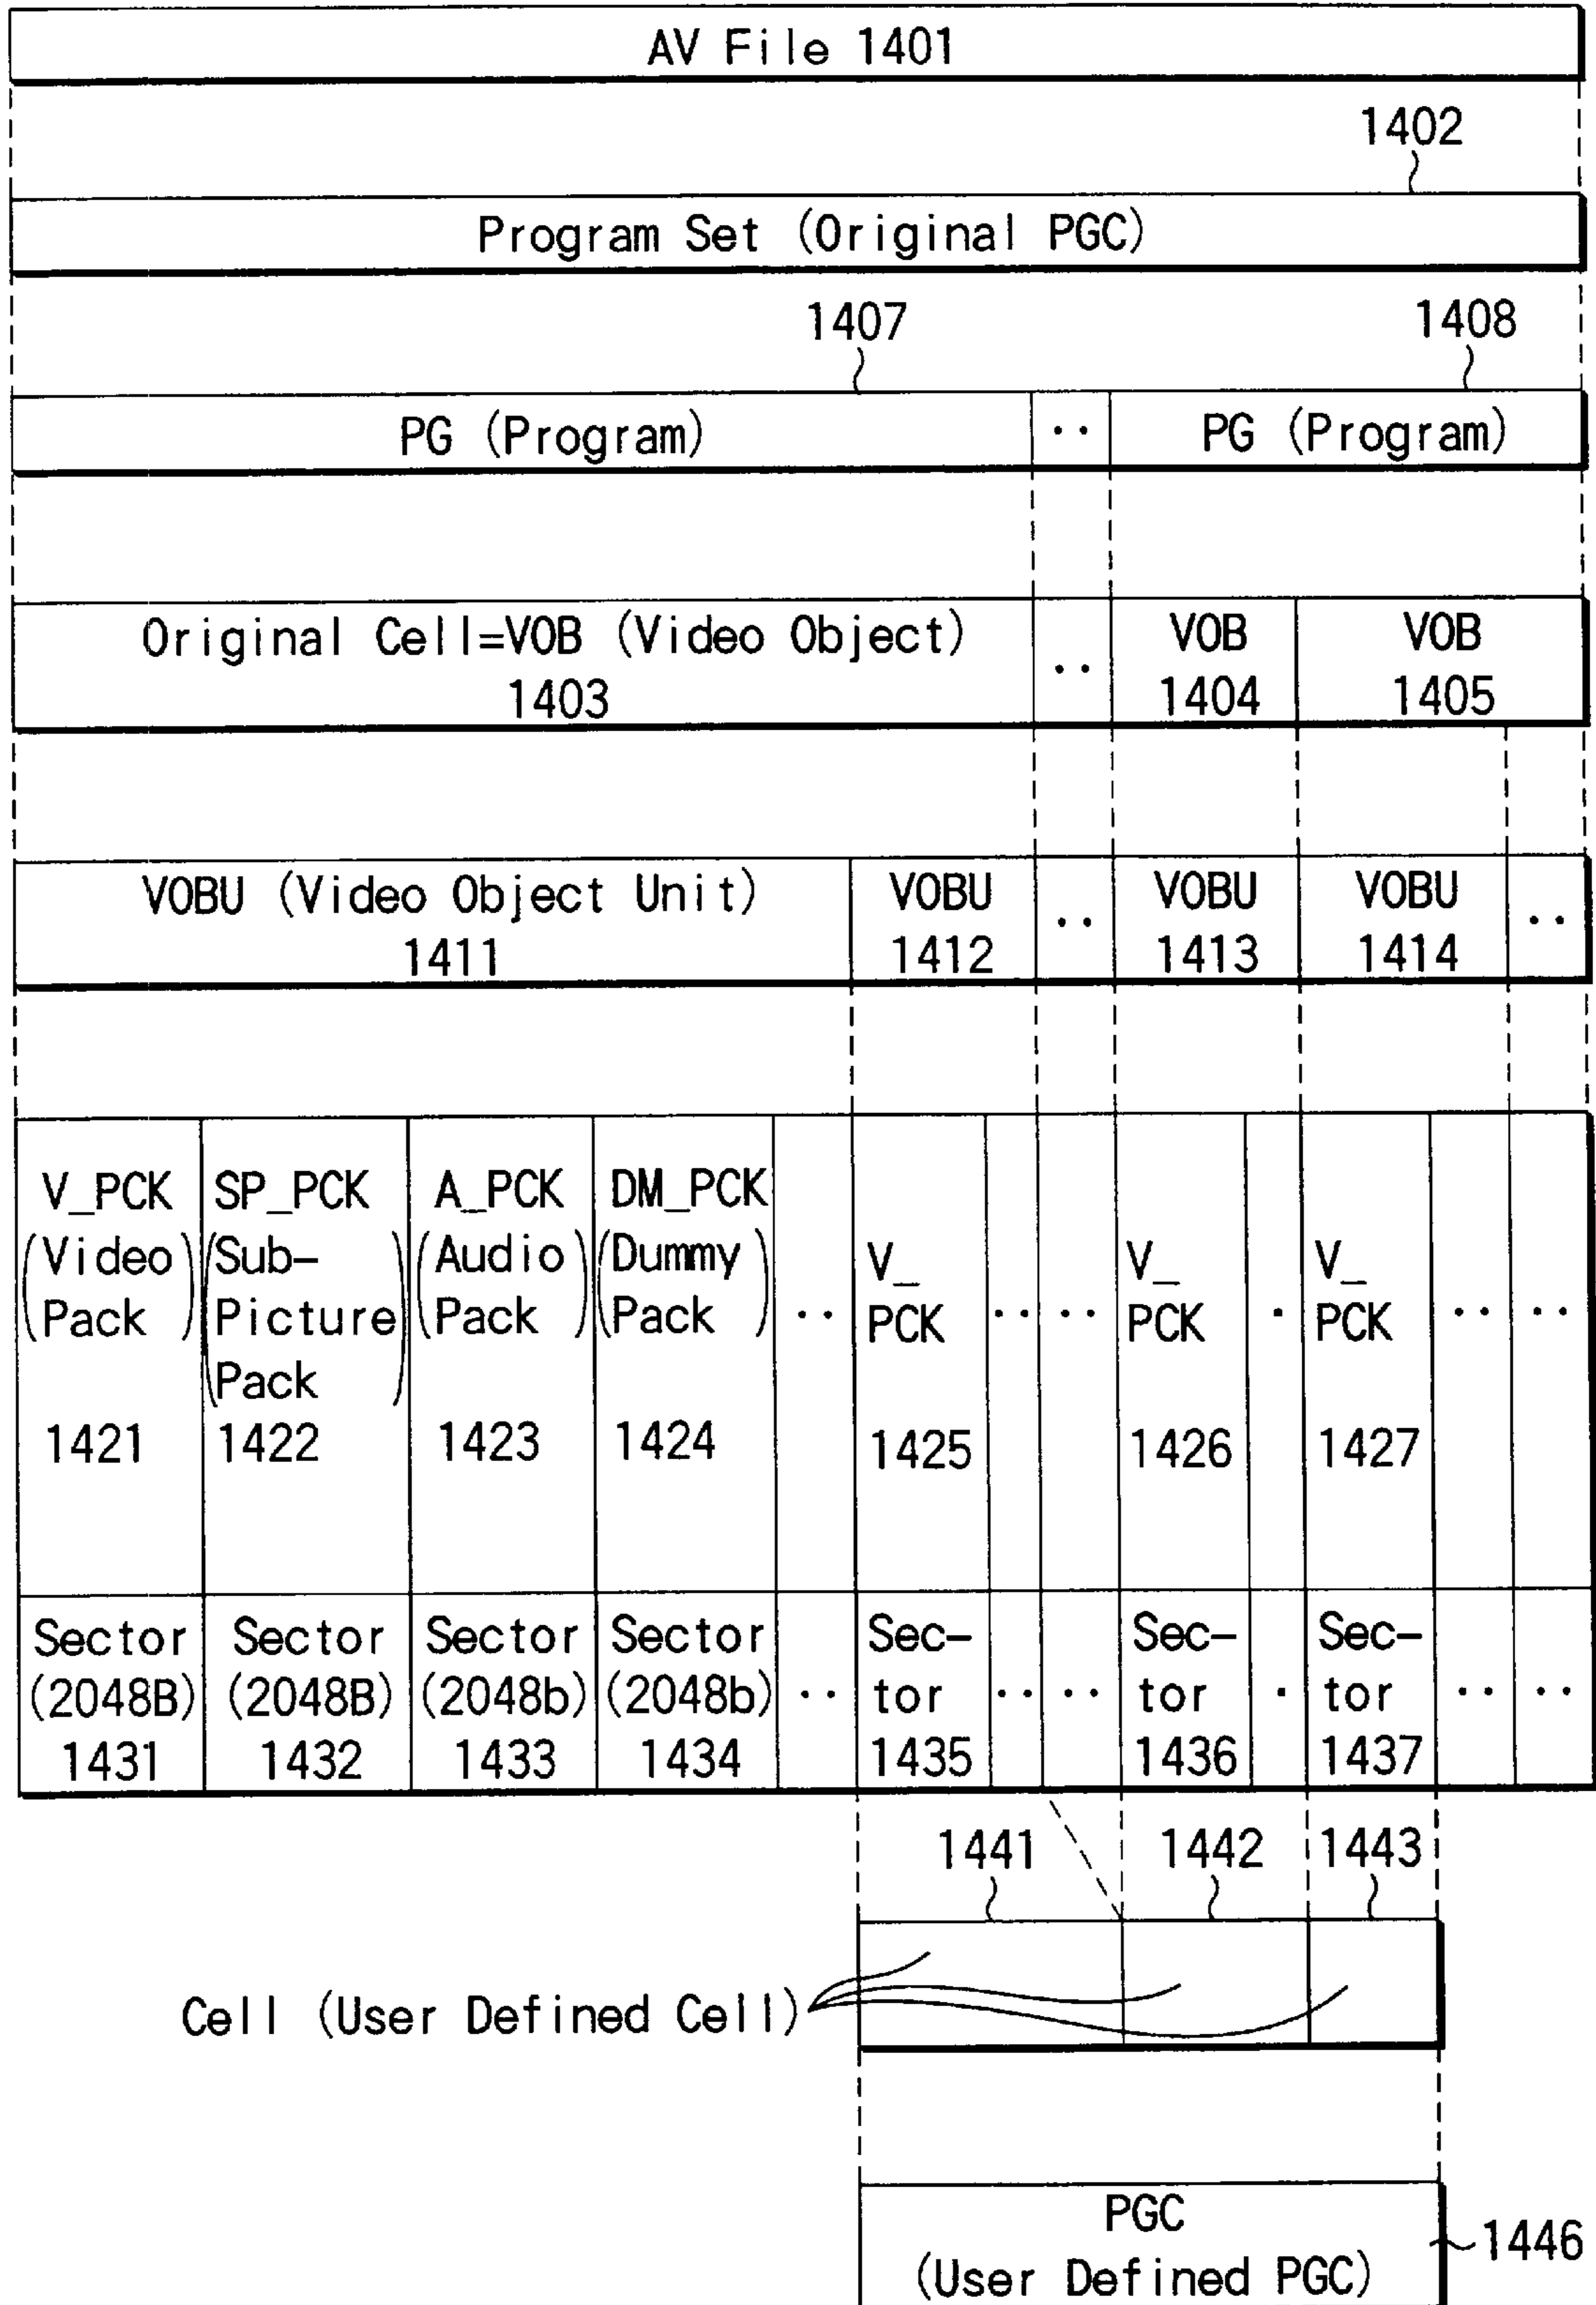 AV File 1401
1402
Program Set (Original PGC)
1407
1408
PG (Program)
..
PG (Program)
Original Cell=VOB (Video Object)
1403
..
VOB
1404
VOB
1405
VOBU (Video Object Unit)
1411
VOBU
1412
..
VOBU
1413
VOBU
1414
..
V_PCK
(Video
Pack)
1421
SP_PCK
(Sub-
Picture
Pack)
1422
A_PCK
(Audio
Pack)
1423
DM_PCK
(Dummy
Pack)
1424
..
V_
PCK
1425
..
..
V_
PCK
1426
.
V_
PCK
1427
..
..
Sector
(2048B)
1431
Sector
(2048B)
1432
Sector
(2048b)
1433
Sector
(2048b)
1434
..
Sec-
tor
1435
..
..
Sec-
tor
1436
.
Sec-
tor
1437
..
..
1441
1442
1443
Cell (User Defined Cell)
PGC
(User Defined PGC)
1446